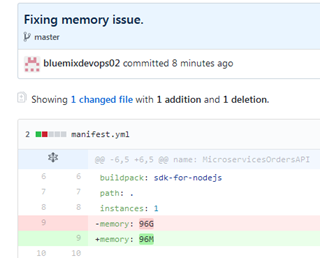 Fixing memory issue.
master
bluemixdevops02 committed 8 minutes ago
Showing 1 changed file with 1 addition and 1 deletion.
2 manifest.yml
@@ -6,5 +6,5 @@ name: MicroservicesOrdersAPI
6 6 buildpack: sdk-for-nodejs
7 7 path: .
8 8 instances: 1
9 -memory: 96G
9 +memory: 96M
10 10